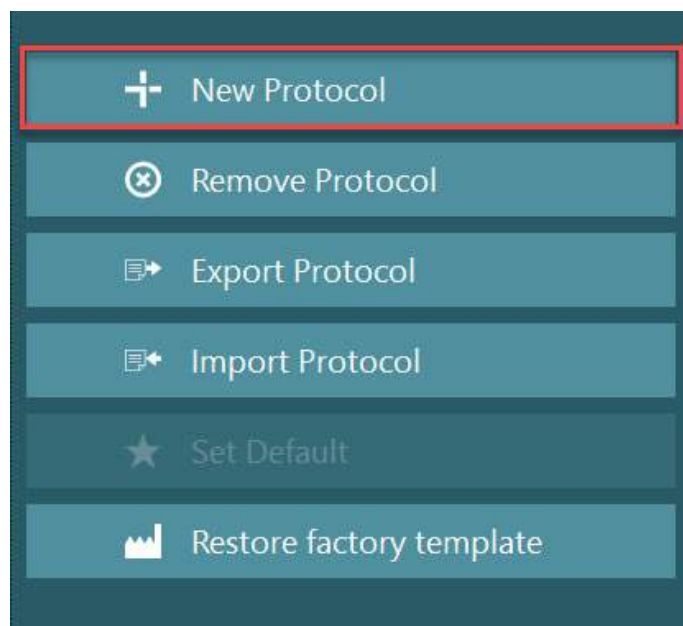 New Protocol
Remove Protocol
Export Protocol
Import Protocol
Set Default
Restore factory template